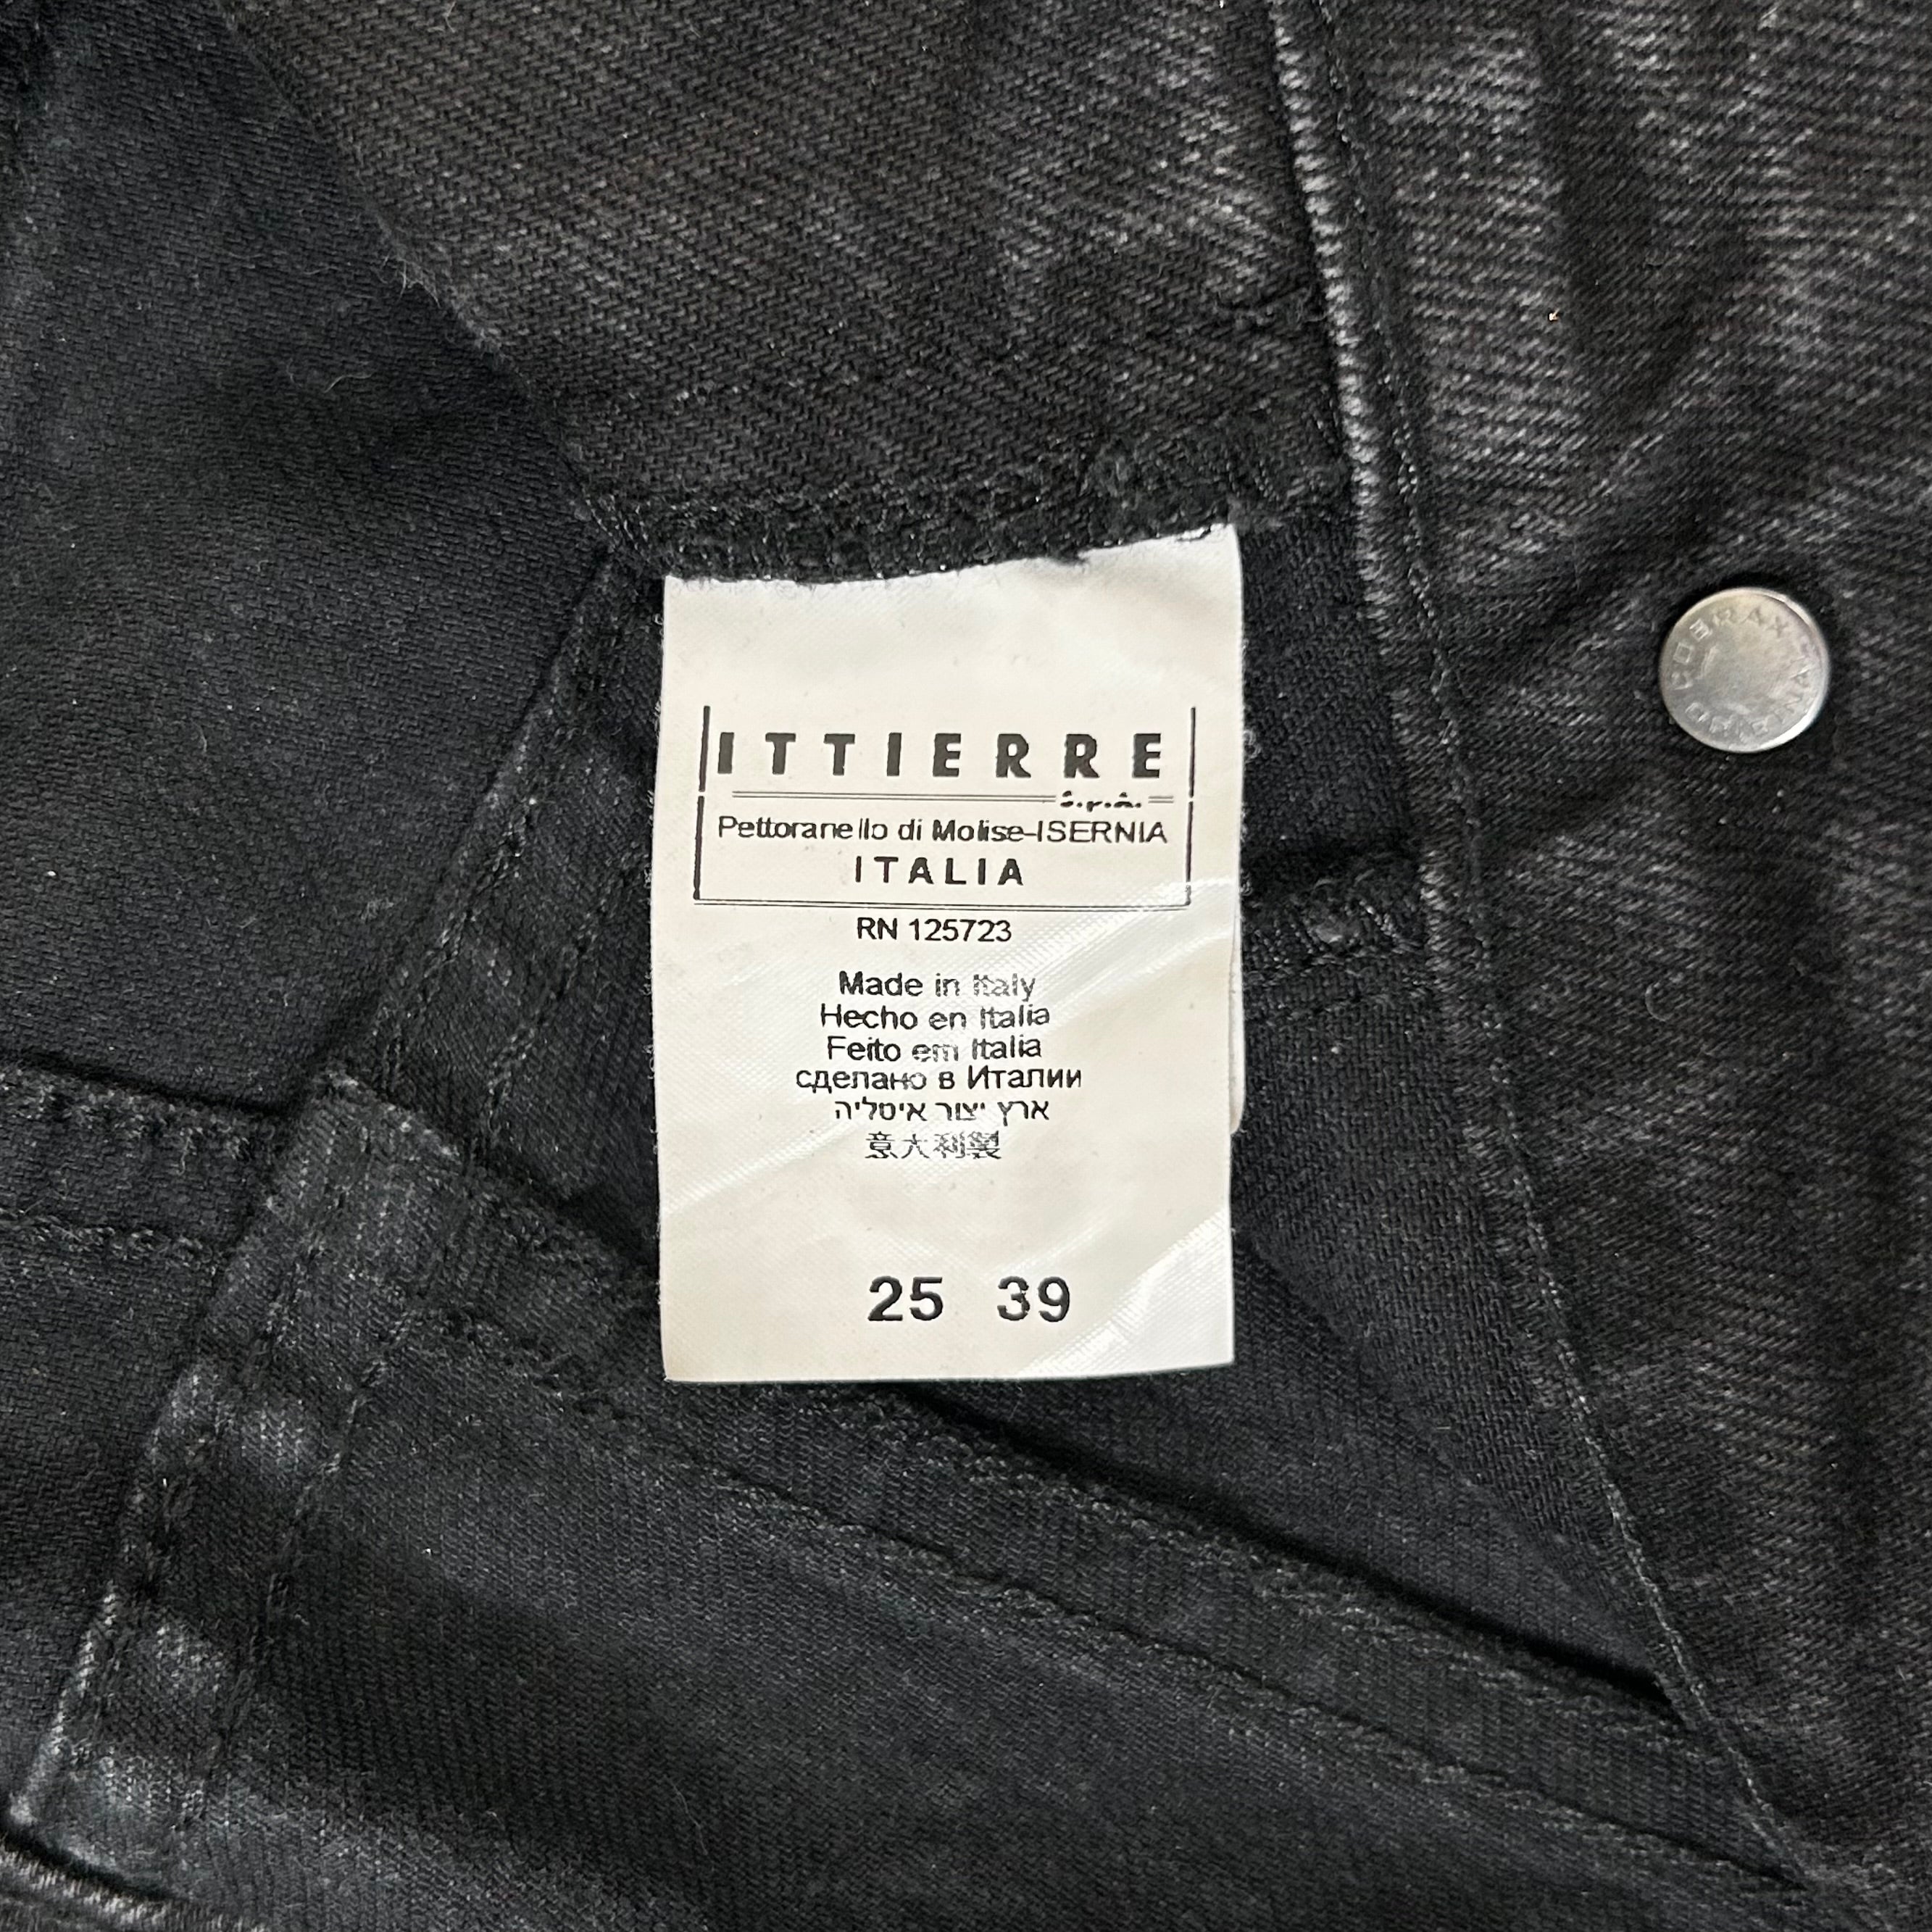 ITTIERRE
S.p.A.
Pettoranello di Molise-ISERNIA
ITALIA
RN 125723
Made in Italy
Hecho en Italia
Feito em Italia
сделано в Италии
ארץ יצור איטליה
意大利製
25 39
COBRAX